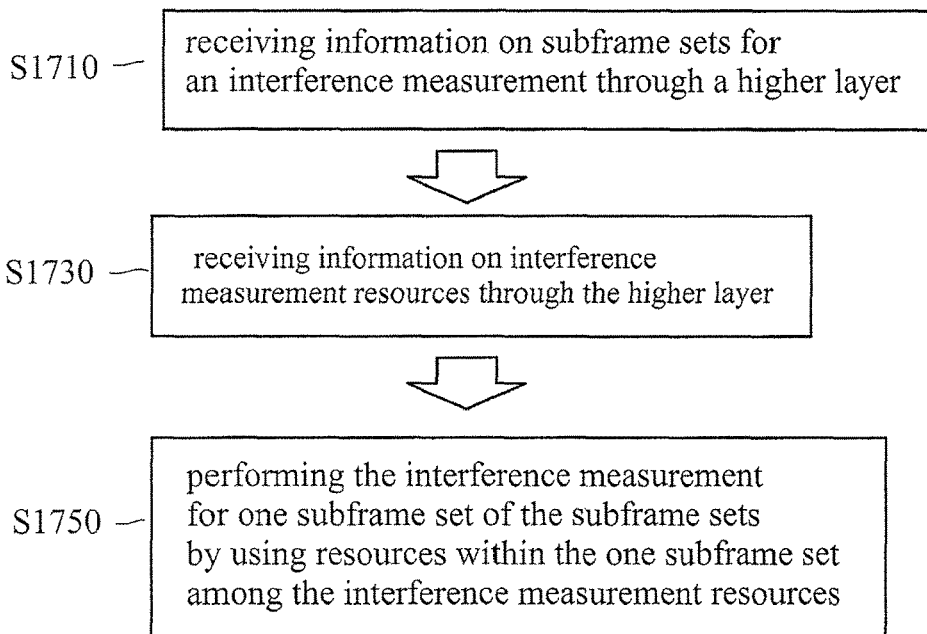 S1710
receiving information on subframe sets for
an interference measurement through a higher layer
S1730
receiving information on interference
measurement resources through the higher layer
S1750
performing the interference measurement
for one subframe set of the subframe sets
by using resources within the one subframe set
among the interference measurement resources